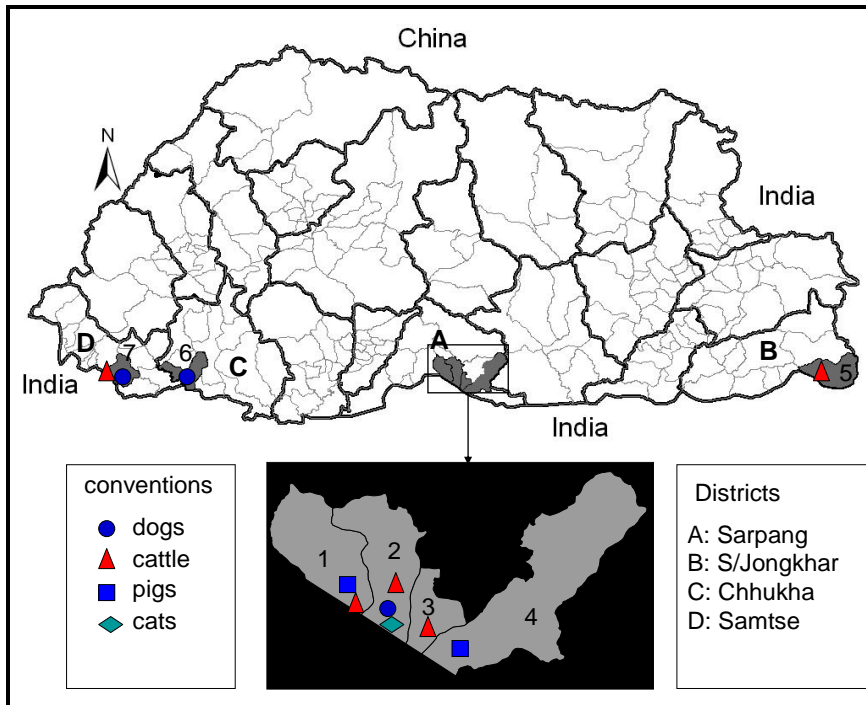 China
N
India
A
D
7
6
C
B
5
India
India
conventions
dogs
cattle
pigs
cats
1
2
3
4
Districts
A: Sarpang
B: S/Jongkhar
C: Chhukha
D: Samtse